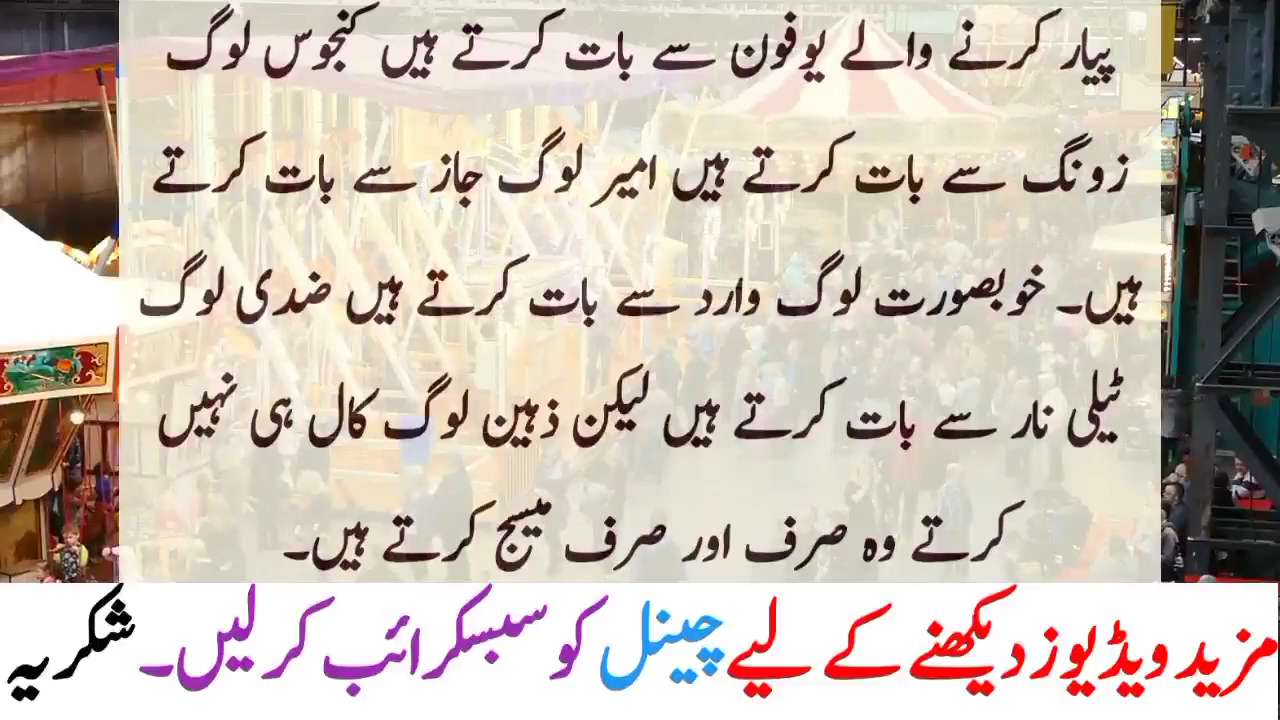 پیار کرنے والے یوفون سے بات کرتے ہیں کنجوس لوگ
زونگ سے بات کرتے ہیں امیر لوگ جاز سے بات کرتے
ہیں۔ خوبصورت لوگ وارد سے بات کرتے ہیں ضدی لوگ
ٹیلی نار سے بات کرتے ہیں لیکن ذہین لوگ کال ہی نہیں
کرتے وہ صرف اور صرف میسج کرتے ہیں۔
مزید ویڈیوز دیکھنے کے لیے چینل کو سبسکرائب کر لیں۔ شکریہ